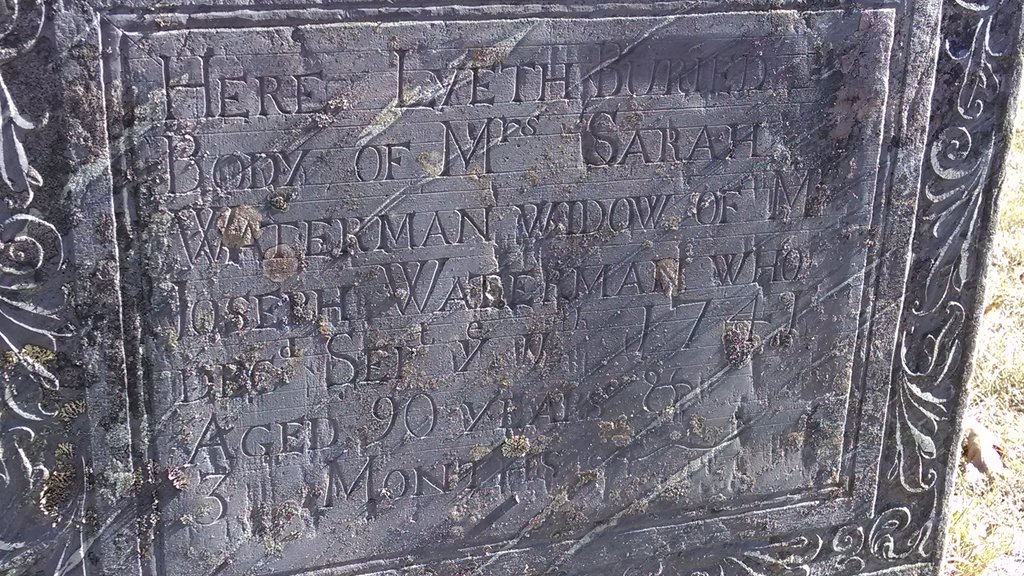 HERE LYETH BURIED
BODY OF Mrs SARAH
WATERMAN WIDOW OF Mr
JOSEPH WATERMAN WHO
DECd SEPt ye 1741
AGED 90 YEARS &
3 MONTHS